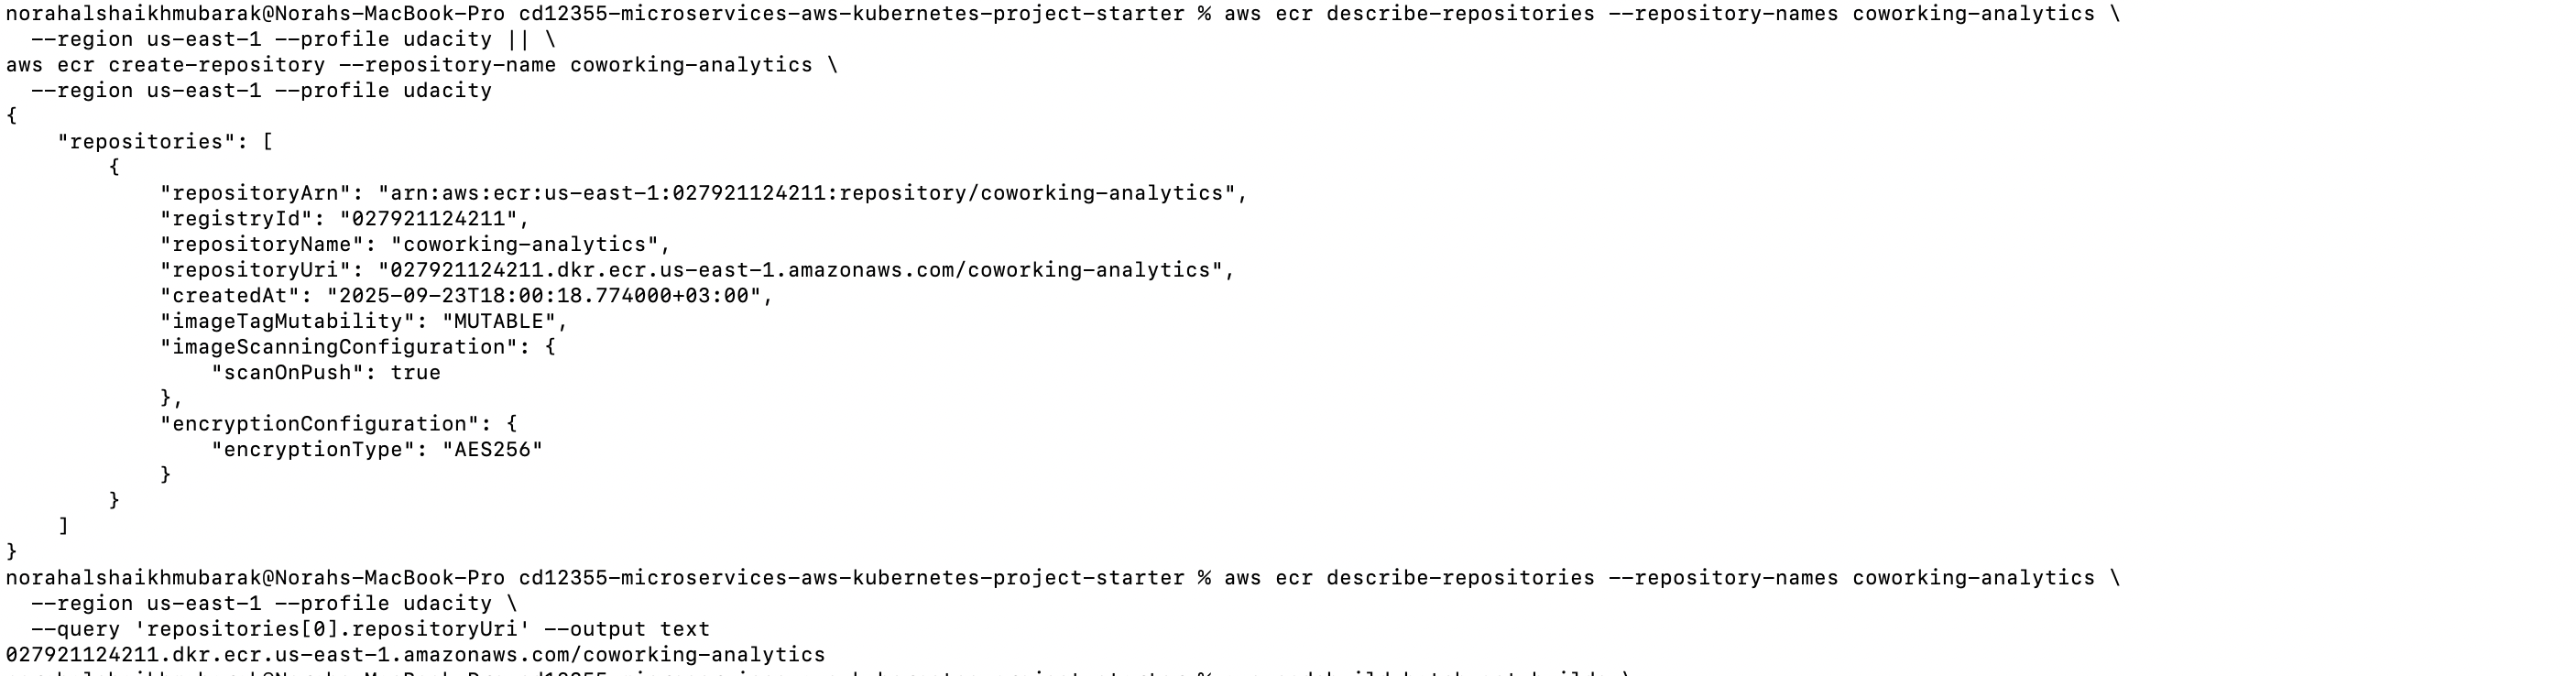 norahalshaikhmubarak@Norahs-MacBook-Pro cd12355-microservices-aws-kubernetes-project-starter % aws ecr describe-repositories --repository-names coworking-analytics \
  --region us-east-1 --profile udacity || \
aws ecr create-repository --repository-name coworking-analytics \
  --region us-east-1 --profile udacity
{
    "repositories": [
        {
            "repositoryArn": "arn:aws:ecr:us-east-1:027921124211:repository/coworking-analytics",
            "registryId": "027921124211",
            "repositoryName": "coworking-analytics",
            "repositoryUri": "027921124211.dkr.ecr.us-east-1.amazonaws.com/coworking-analytics",
            "createdAt": "2025-09-23T18:00:18.774000+03:00",
            "imageTagMutability": "MUTABLE",
            "imageScanningConfiguration": {
                "scanOnPush": true
            },
            "encryptionConfiguration": {
                "encryptionType": "AES256"
            }
        }
    ]
}
norahalshaikhmubarak@Norahs-MacBook-Pro cd12355-microservices-aws-kubernetes-project-starter % aws ecr describe-repositories --repository-names coworking-analytics \
  --region us-east-1 --profile udacity \
  --query 'repositories[0].repositoryUri' --output text
027921124211.dkr.ecr.us-east-1.amazonaws.com/coworking-analytics